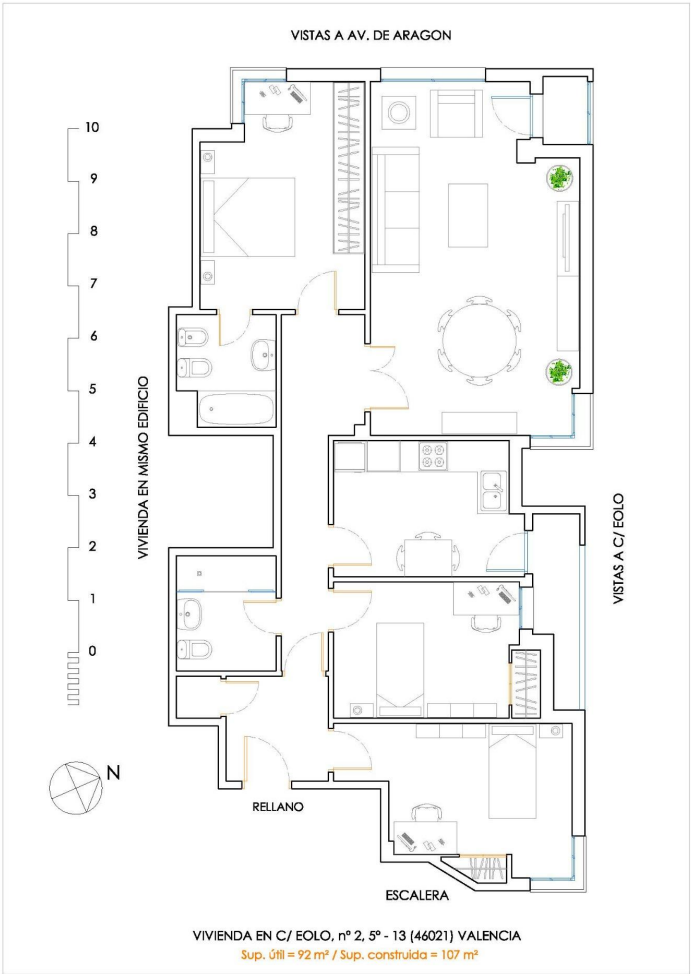 VISTAS A AV. DE ARAGON
10
9
8
7
6
5
4
3
2
1
0
VIVIENDA EN MISMO EDIFICIO
VISTAS A C/ EOLO
N
RELLANO
ESCALERA
VIVIENDA EN C/ EOLO, nº 2, 5º - 13 (46021) VALENCIA
Sup. útil = 92 m² / Sup. construida = 107 m²